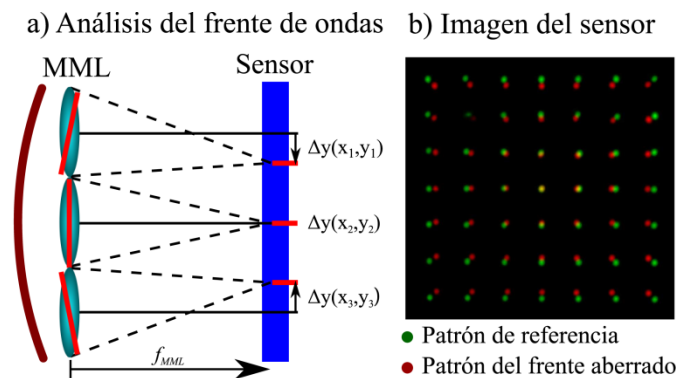 a) Análisis del frente de ondas
b) Imagen del sensor
MML
Sensor
Δy(x₁,y₁)
Δy(x₂,y₂)
Δy(x₃,y₃)
f_MML
Patrón de referencia
Patrón del frente aberrado